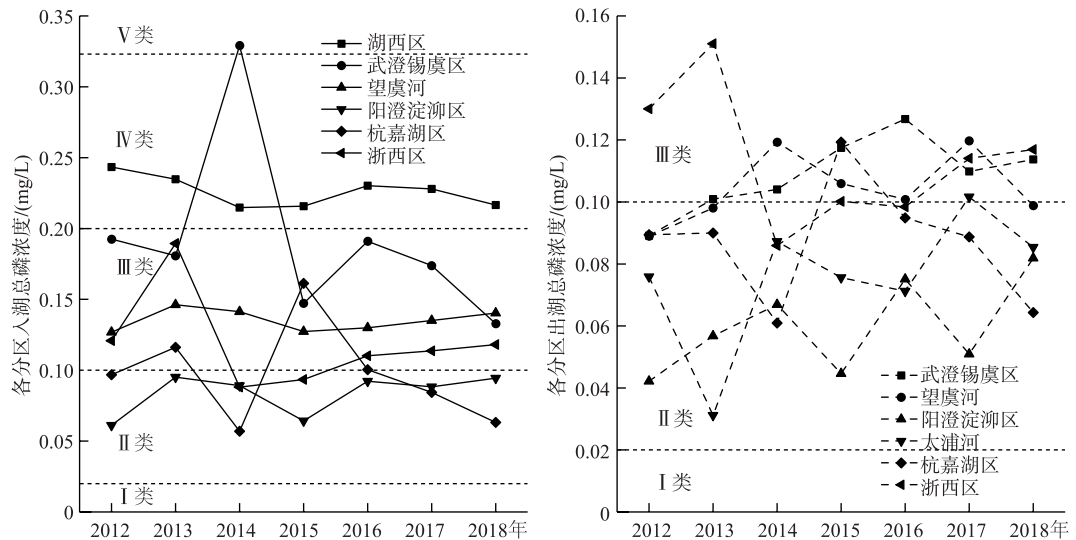 各分区入湖总磷浓度/(mg/L)
0.35
0.30
0.25
0.20
0.15
0.10
0.05
0
Ⅴ类
Ⅳ类
Ⅲ类
Ⅱ类
Ⅰ类
湖西区
武澄锡虞区
望虞河
阳澄淀泖区
杭嘉湖区
浙西区
2012 2013 2014 2015 2016 2017 2018年
各分区出湖总磷浓度/(mg/L)
0.16
0.14
0.12
0.10
0.08
0.06
0.04
0.02
0
Ⅲ类
Ⅱ类
Ⅰ类
武澄锡虞区
望虞河
阳澄淀泖区
太浦河
杭嘉湖区
浙西区
2012 2013 2014 2015 2016 2017 2018年